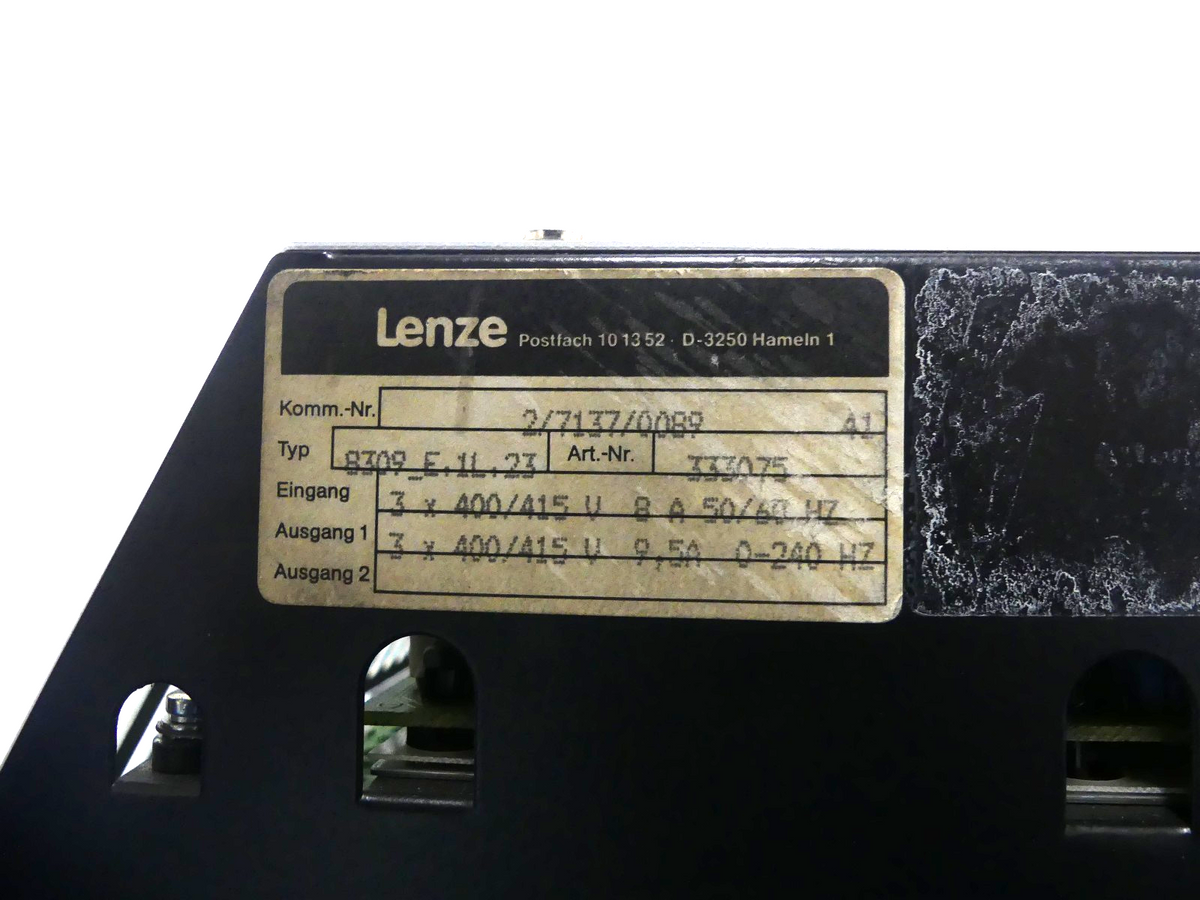 Lenze Postfach 10 13 52 · D-3250 Hameln 1
Komm.-Nr. 2/7137/0089 41
Typ 8309_E.1L.23 Art.-Nr. 333075
Eingang 3 x 400/415 V 8 A 50/60 HZ
Ausgang 1 3 x 400/415 V 9,5A 0-240 HZ
Ausgang 2